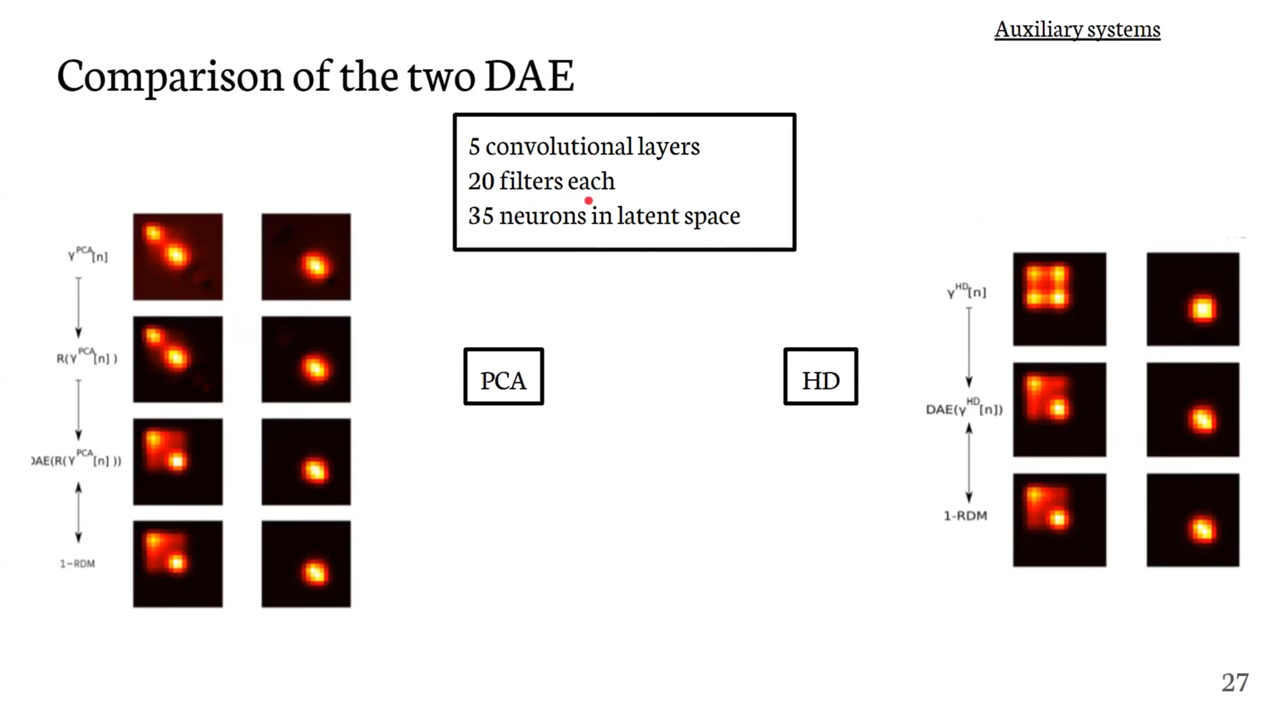 Auxiliary systems
Comparison of the two DAE
5 convolutional layers
20 filters each
35 neurons in latent space
γ^PCA[n]
R(γ^PCA[n] )
DAE(R(γ^PCA[n] ))
1−RDM
PCA
HD
γ^HD[n]
DAE(γ^HD[n])
1-RDM
27